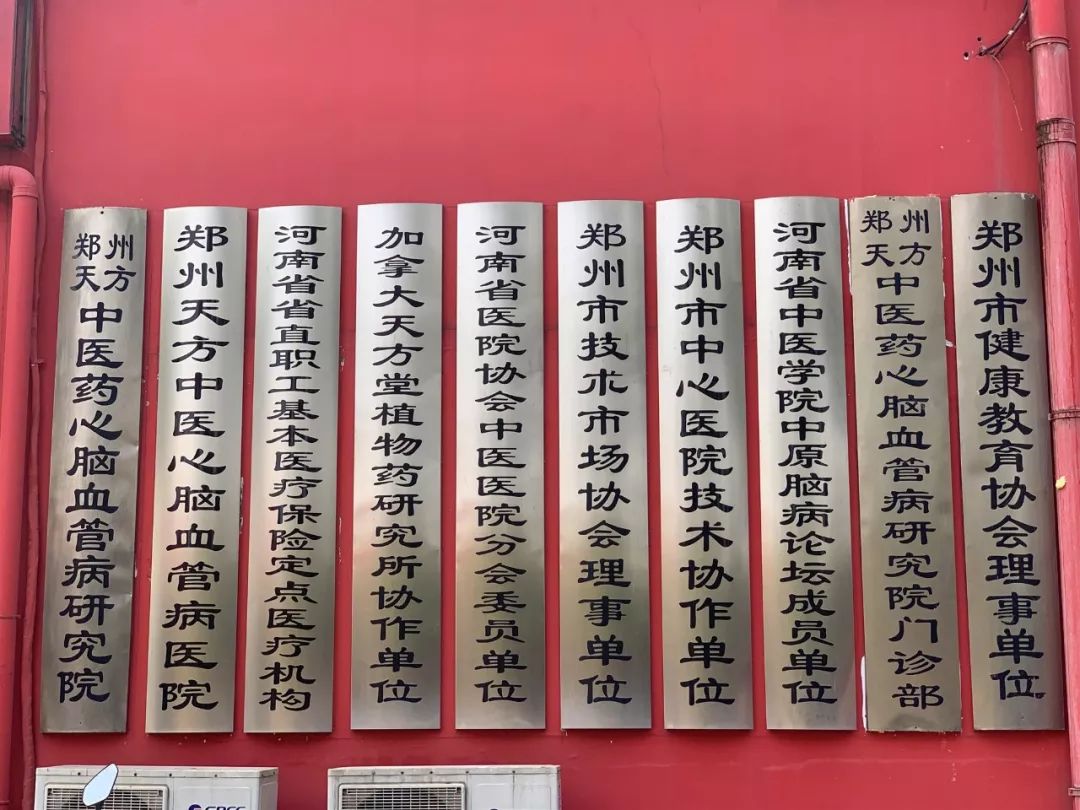 郑州天方中医药心脑血管病研究院
郑州天方中医心脑血管病医院
河南省省直职工基本医疗保险定点医疗机构
加拿大天方堂植物药研究所协作单位
河南省医院协会中医医院分会委员单位
郑州市技术市场协会理事单位
郑州市中心医院技术协作单位
河南省中医学院中原脑病论坛成员单位
郑州天方中医药心脑血管病研究院门诊部
郑州市健康教育协会理事单位